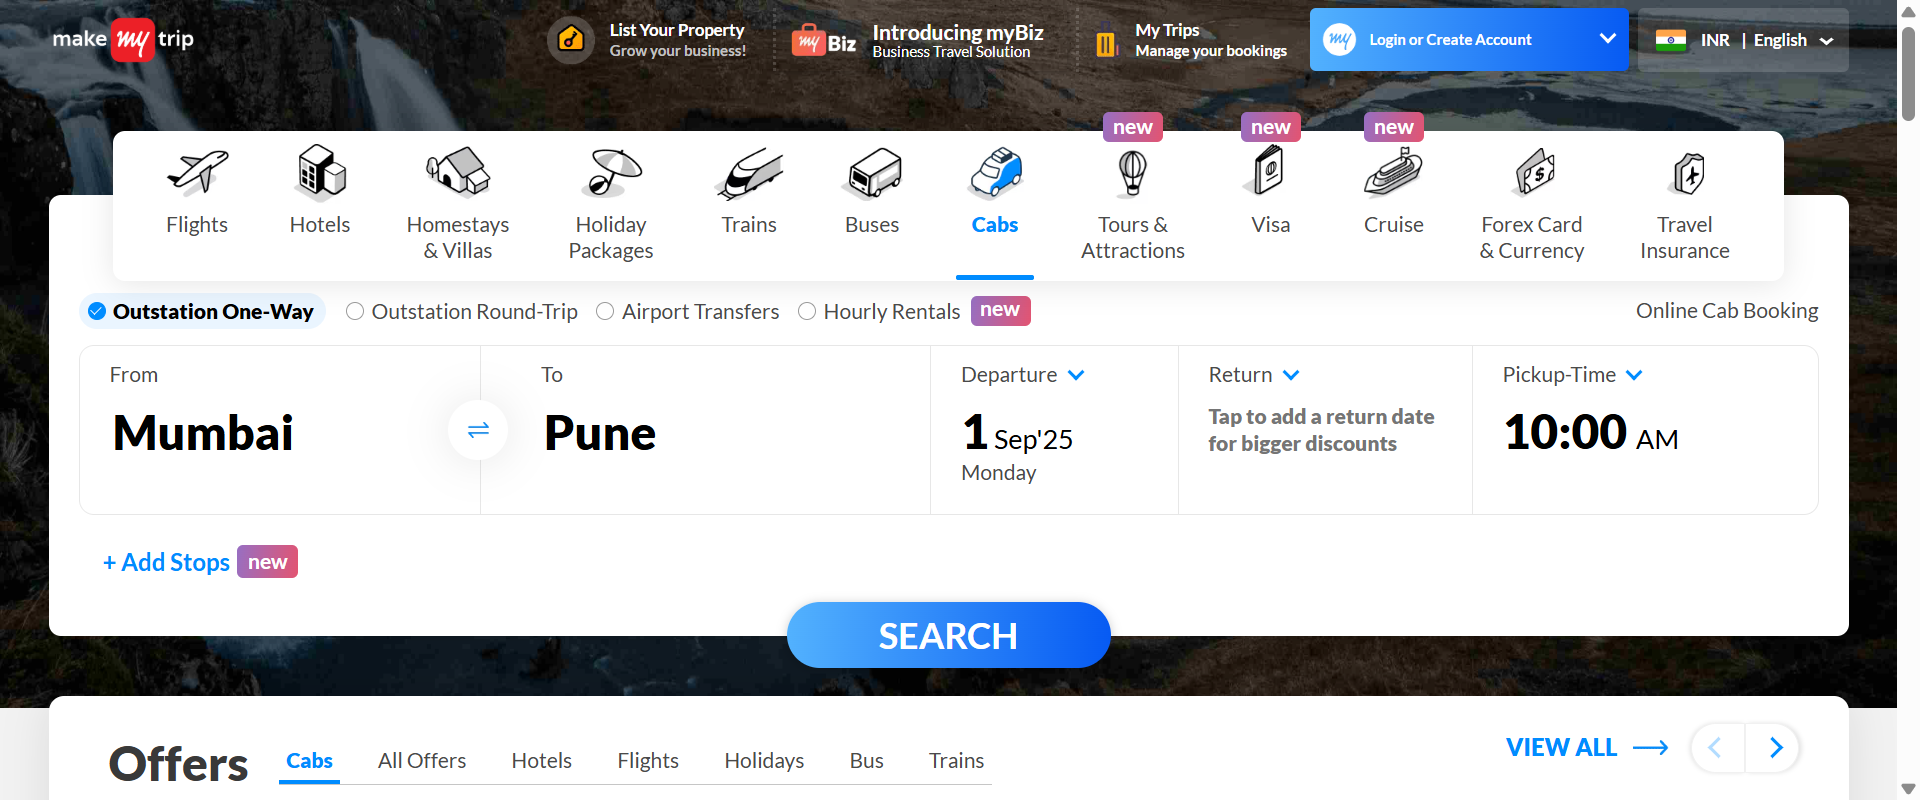 make my trip
List Your Property
Grow your business!
my Biz
Introducing myBiz
Business Travel Solution
My Trips
Manage your bookings
my Login or Create Account
INR | English
new
new
new
Flights
Hotels
Homestays
& Villas
Holiday
Packages
Trains
Buses
Cabs
Tours &
Attractions
Visa
Cruise
Forex Card
& Currency
Travel
Insurance
Outstation One-Way
Outstation Round-Trip
Airport Transfers
Hourly Rentals
new
Online Cab Booking
From
Mumbai
To
Pune
Departure
1 Sep'25
Monday
Return
Tap to add a return date
for bigger discounts
Pickup-Time
10:00 AM
+ Add Stops new
SEARCH
Offers
Cabs
All Offers
Hotels
Flights
Holidays
Bus
Trains
VIEW ALL